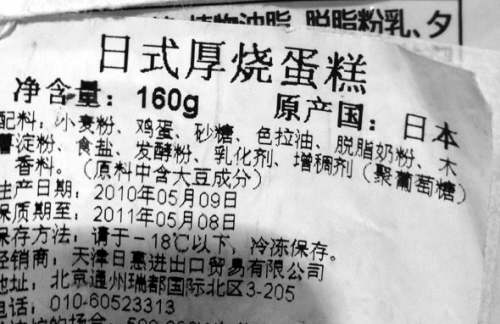 植物油脂、脱脂粉乳、夕
日式厚烧蛋糕
净含量：160g 原产国：日本
配料：小麦粉、鸡蛋、砂糖、色拉油、脱脂奶粉、木
薯淀粉、食盐、发酵粉、乳化剂、增稠剂（聚葡萄糖）
香料。（原料中含大豆成分）
生产日期：2010年05月09日
保质期至：2011年05月08日
保存方法：请于－18℃以下，冷冻保存。
经销商：天津日惠进出口贸易有限公司
地址：北京通州瑞都国际北区3-205
电话：010-60523313